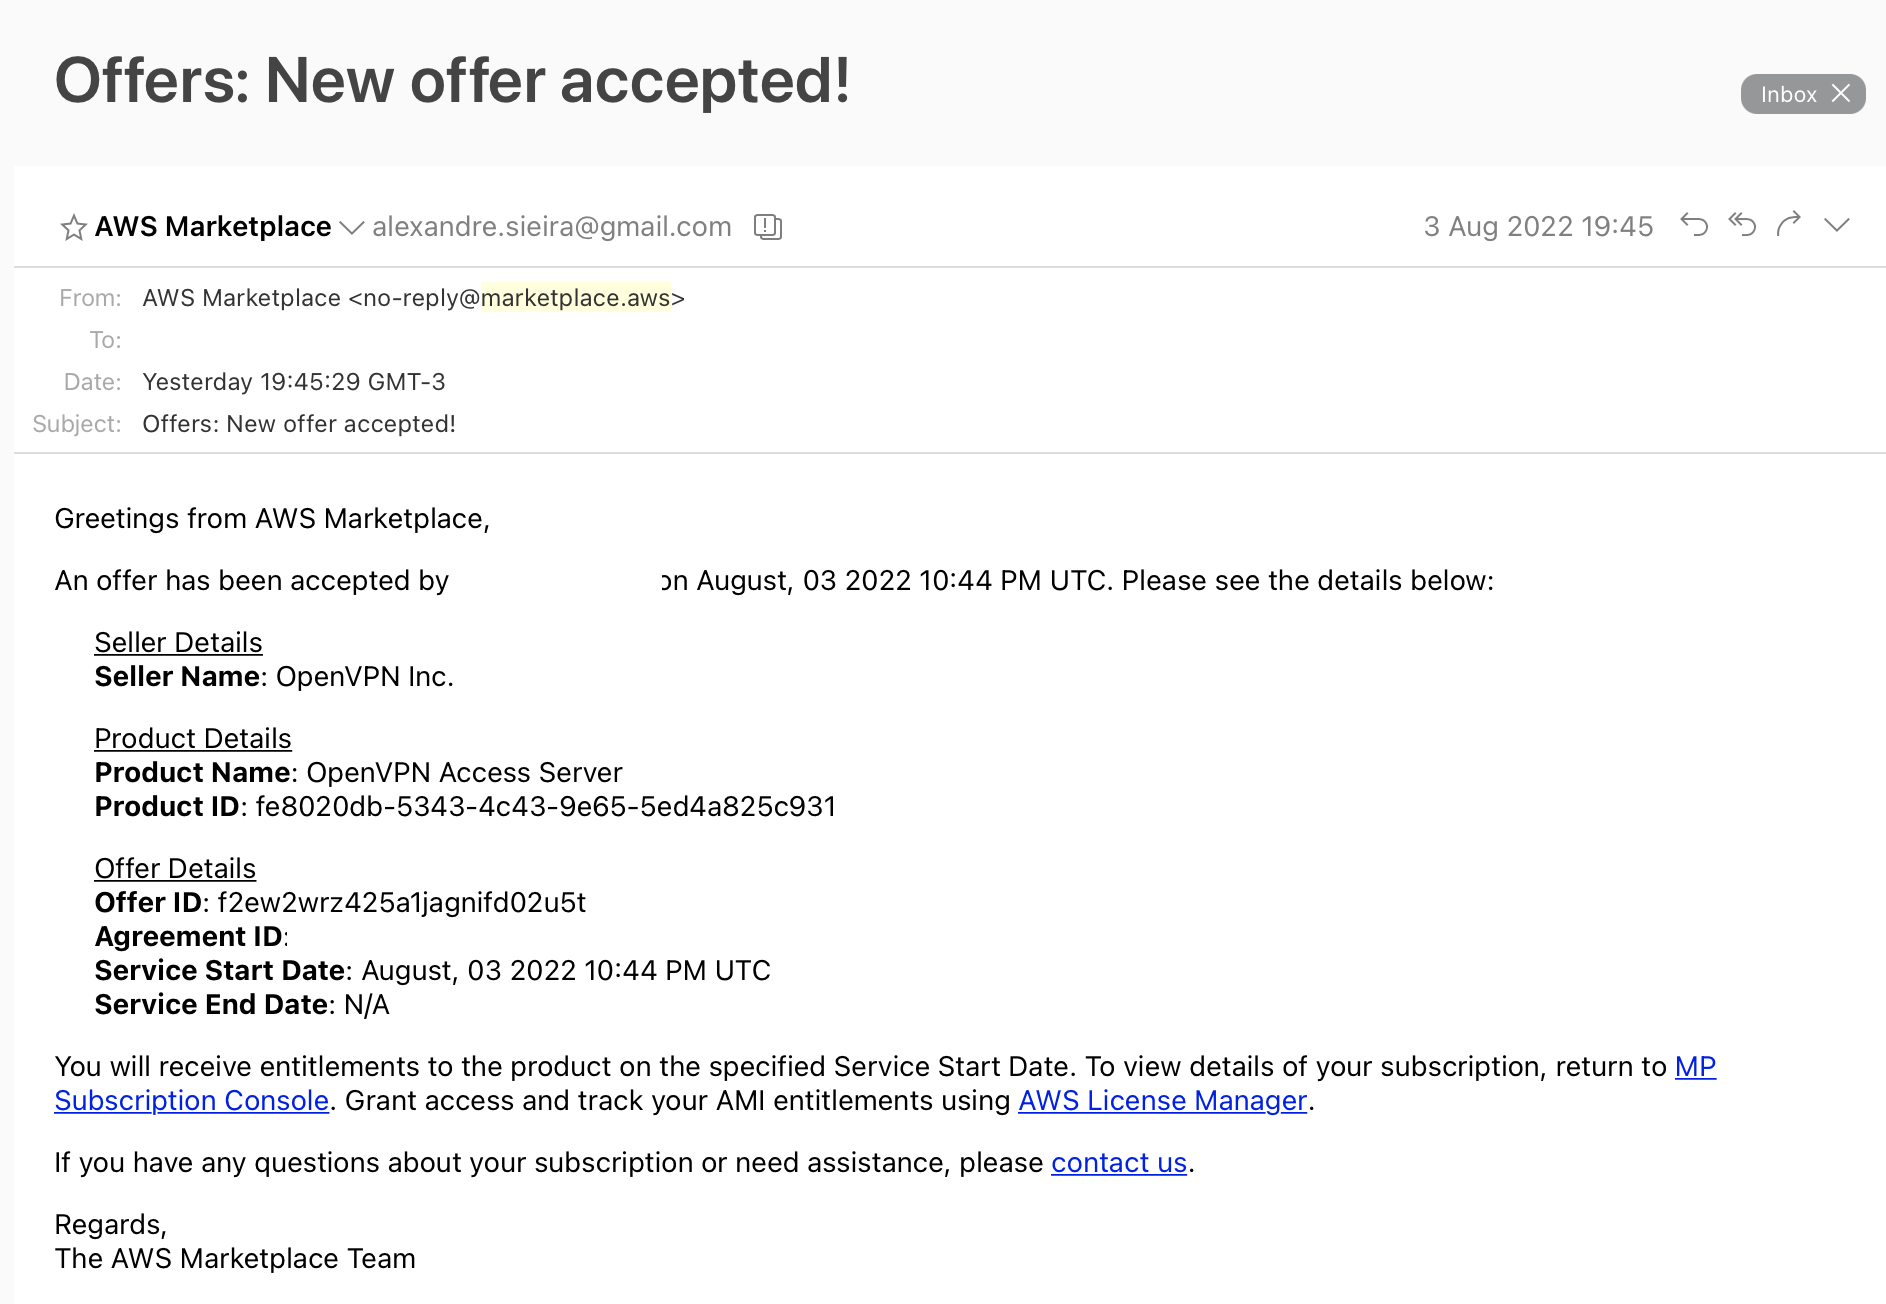 Offers: New offer accepted!
Inbox
AWS Marketplace alexandre.sieira@gmail.com 3 Aug 2022 19:45
From: AWS Marketplace <no-reply@marketplace.aws>
To:
Date: Yesterday 19:45:29 GMT-3
Subject: Offers: New offer accepted!
Greetings from AWS Marketplace,
An offer has been accepted by on August, 03 2022 10:44 PM UTC. Please see the details below:
Seller Details
Seller Name: OpenVPN Inc.
Product Details
Product Name: OpenVPN Access Server
Product ID: fe8020db-5343-4c43-9e65-5ed4a825c931
Offer Details
Offer ID: f2ew2wrz425a1jagnifd02u5t
Agreement ID:
Service Start Date: August, 03 2022 10:44 PM UTC
Service End Date: N/A
You will receive entitlements to the product on the specified Service Start Date. To view details of your subscription, return to MP
Subscription Console. Grant access and track your AMI entitlements using AWS License Manager.
If you have any questions about your subscription or need assistance, please contact us.
Regards,
The AWS Marketplace Team